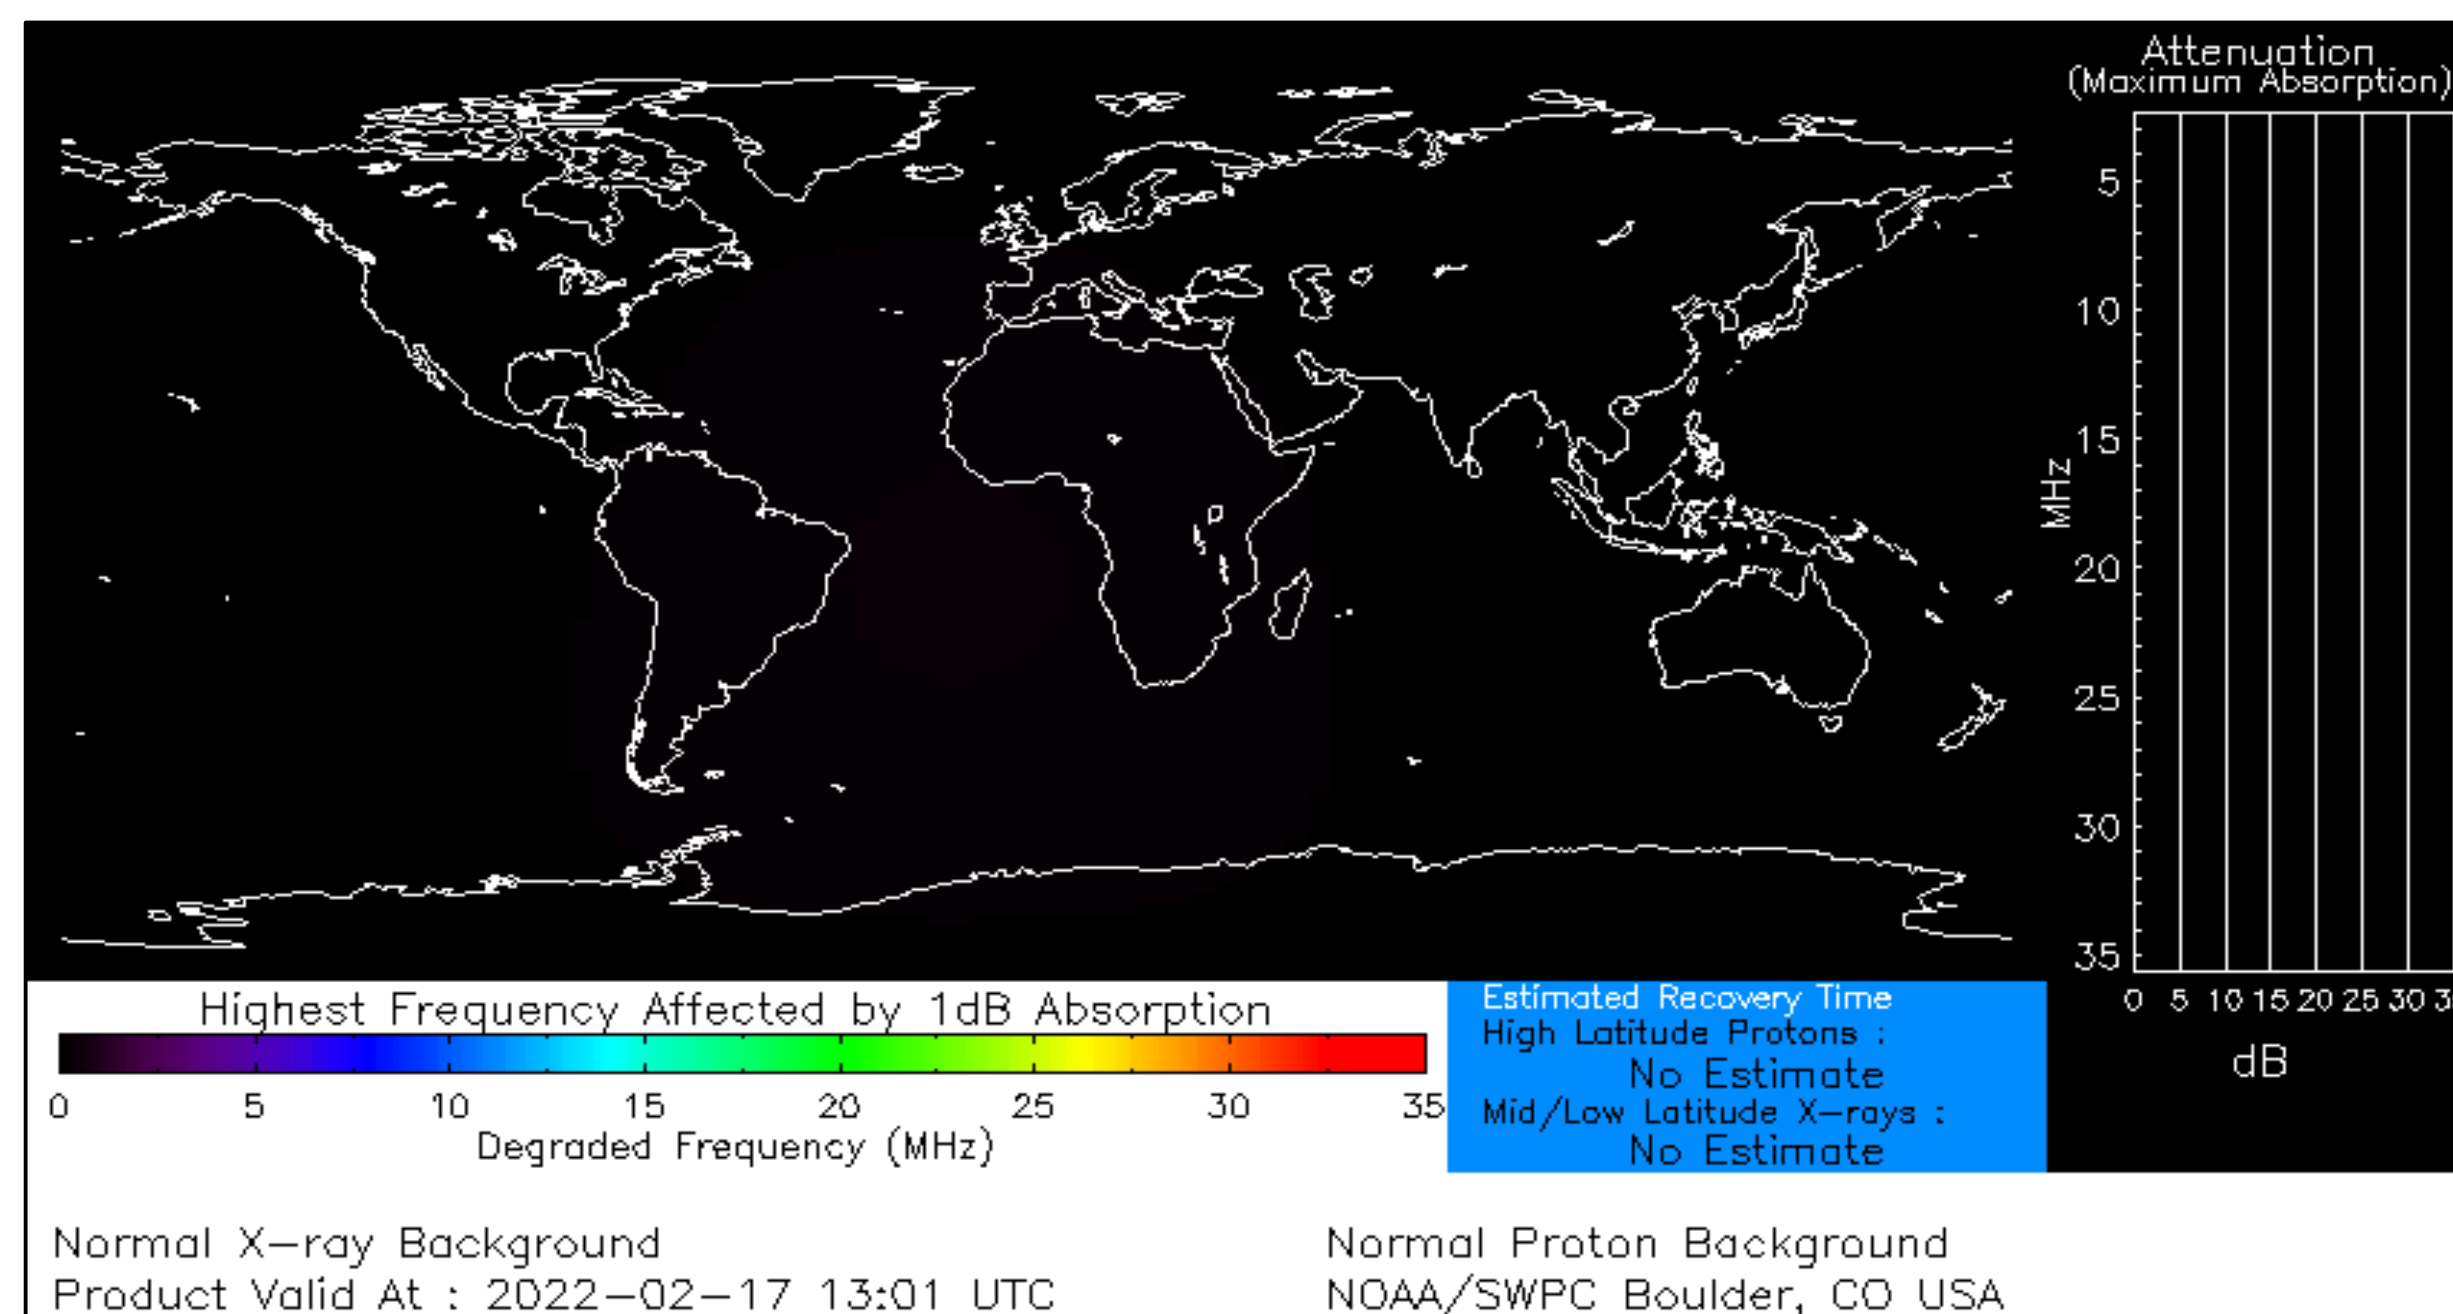 Attenuation
(Maximum Absorption)
5
10
15
20
25
30
35
MHz
0 5 10 15 20 25 30 3
dB
Highest Frequency Affected by 1dB Absorption
0 5 10 15 20 25 30 35
Degraded Frequency (MHz)
Estimated Recovery Time
High Latitude Protons :
No Estimate
Mid/Low Latitude X-rays :
No Estimate
Normal X-ray Background
Normal Proton Background
Product Valid At : 2022-02-17 13:01 UTC
NOAA/SWPC Boulder, CO USA